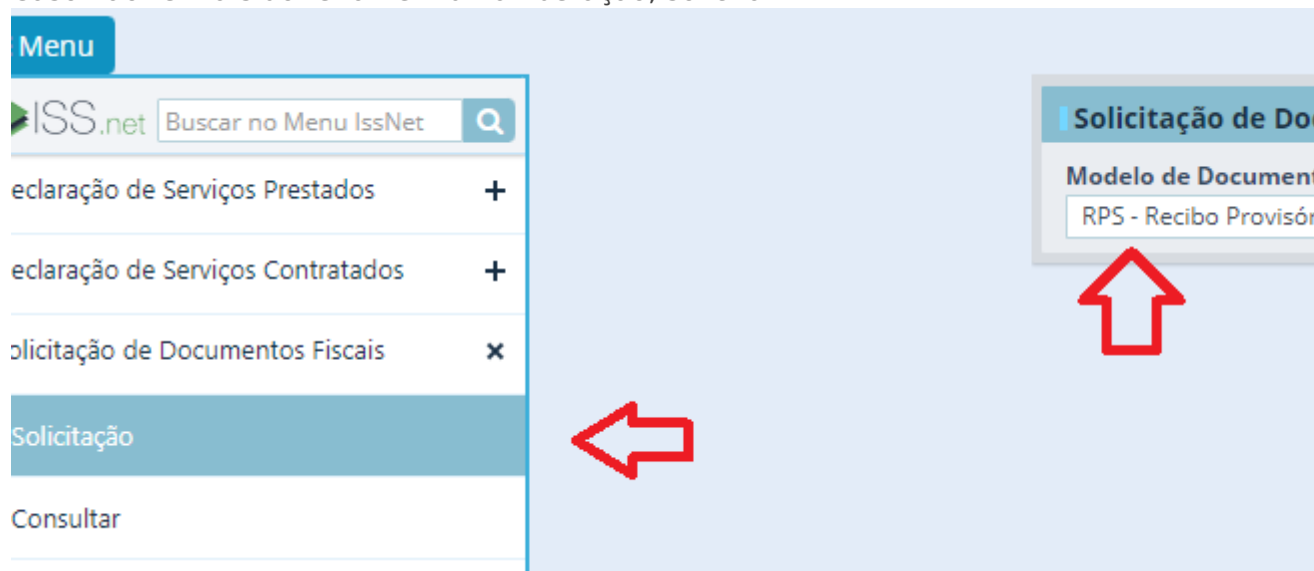 Menu
ISS.net Buscar no Menu IssNet
eclaração de Serviços Prestados
eclaração de Serviços Contratados
olicitação de Documentos Fiscais
Solicitação
Consultar
Solicitação de Do
Modelo de Document
RPS - Recibo Provisór